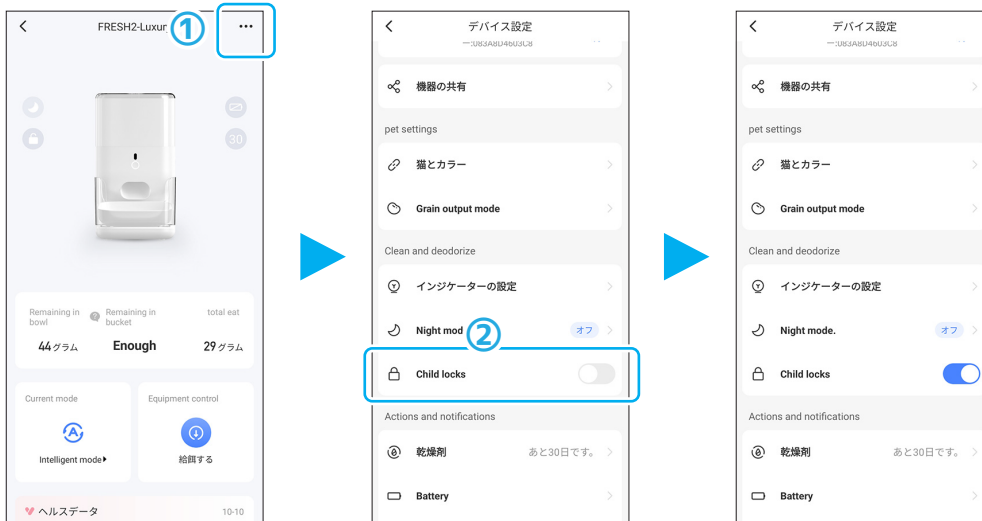 FRESH2-Luxur
①
Remaining in bowl
Remaining in bucket
total eat
44グラム
Enough
29グラム
Current mode
Equipment control
Intelligent mode
給餌する
ヘルスデータ
10-10
デバイス設定
ー:083A8D4603C8
機器の共有
pet settings
猫とカラー
Grain output mode
Clean and deodorize
インジケーターの設定
Night mod
オフ
②
Child locks
Actions and notifications
乾燥剤
あと30日です。
Battery
デバイス設定
ー:083A8D4603C8
機器の共有
pet settings
猫とカラー
Grain output mode
Clean and deodorize
インジケーターの設定
Night mode.
オフ
Child locks
Actions and notifications
乾燥剤
あと30日です。
Battery